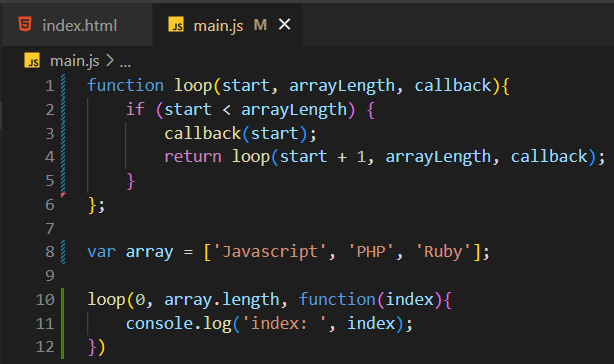 index.html
JS main.js M ×
JS main.js > ...
1 function loop(start, arrayLength, callback){
2     if (start < arrayLength) {
3         callback(start);
4         return loop(start + 1, arrayLength, callback);
5     }
6 };
7
8 var array = ['Javascript', 'PHP', 'Ruby'];
9
10 loop(0, array.length, function(index){
11     console.log('index: ', index);
12 })